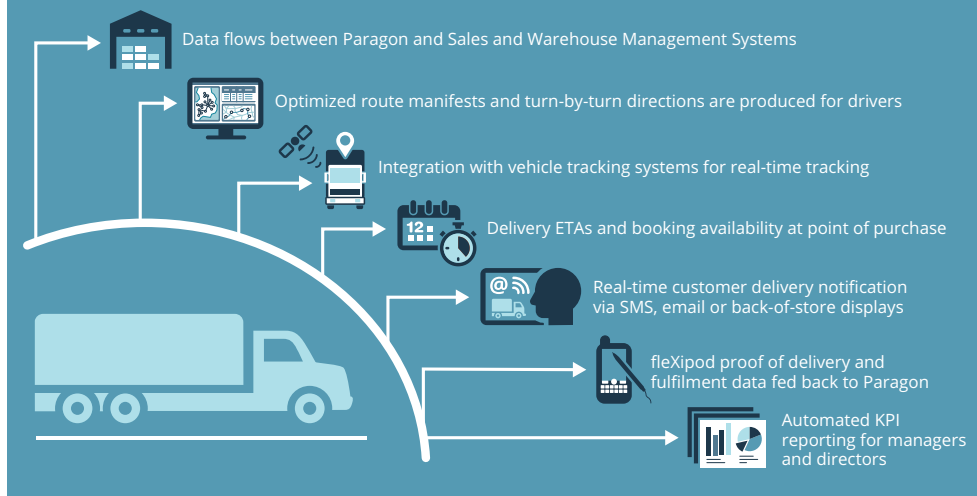 Data flows between Paragon and Sales and Warehouse Management Systems
Optimized route manifests and turn-by-turn directions are produced for drivers
Integration with vehicle tracking systems for real-time tracking
12
Delivery ETAs and booking availability at point of purchase
@
Real-time customer delivery notification
via SMS, email or back-of-store displays
fleXipod proof of delivery and
fulfilment data fed back to Paragon
Automated KPI
reporting for managers
and directors